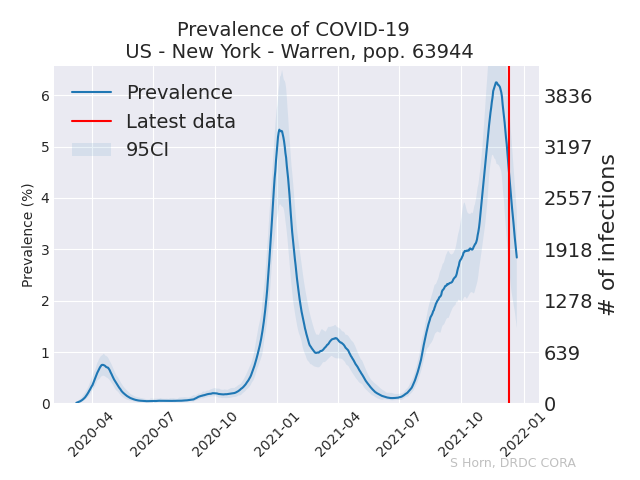 Prevalence of COVID-19
US - New York - Warren, pop. 63944
Prevalence
Latest data
95CI
Prevalence (%)
6
5
4
3
2
1
0
3836
3197
2557
1918
1278
639
0
# of infections
2020-04
2020-07
2020-10
2021-01
2021-04
2021-07
2021-10
2022-01
S Horn, DRDC CORA